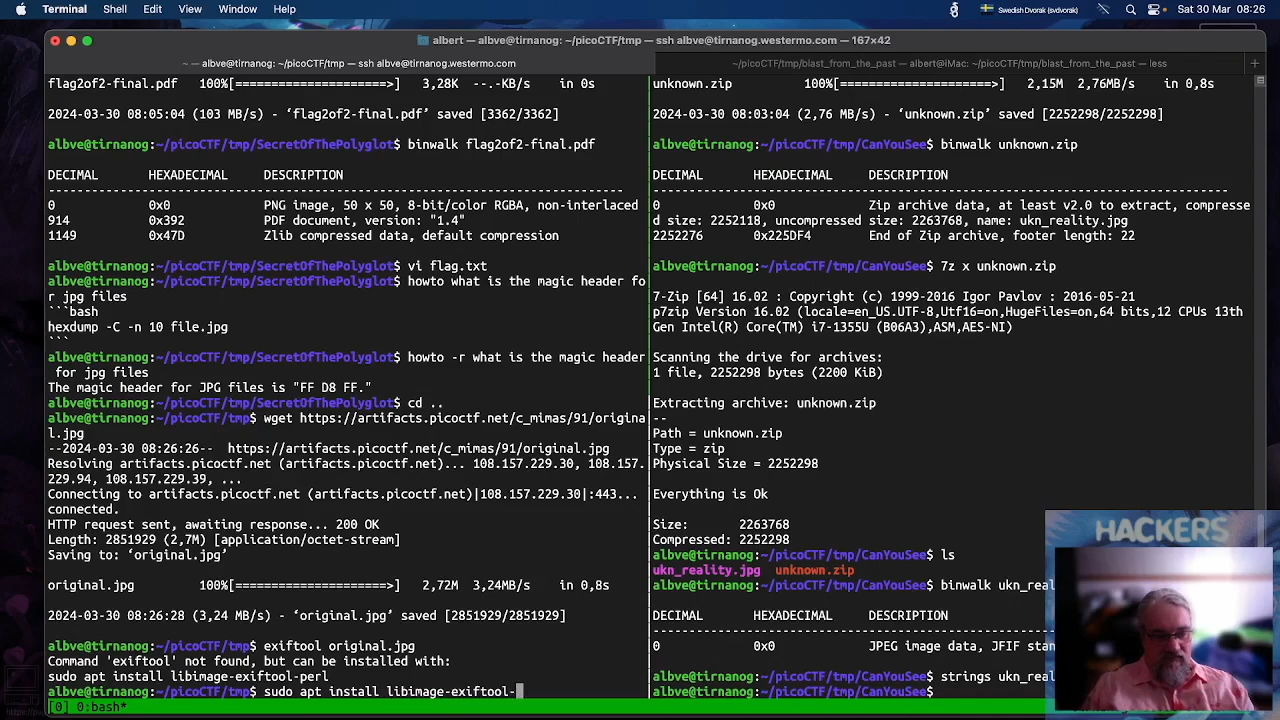 Terminal Shell Edit View Window Help
Swedish Dvorak (svdvorak) Sat 30 Mar 08:26
albert — albve@tirnanog: ~/picoCTF/tmp — ssh albve@tirnanog.westermo.com — 167x42
~ — albve@tirnanog: ~/picoCTF/tmp — ssh albve@tirnanog.westermo.com
~/picoCTF/tmp/blast_from_the_past — albert@iMac: ~/picoCTF/tmp/blast_from_the_past — less
flag2of2-final.pdf 100%[=====================>] 3,28K --.-KB/s in 0s
2024-03-30 08:05:04 (103 MB/s) - ‘flag2of2-final.pdf’ saved [3362/3362]
albve@tirnanog:~/picoCTF/tmp/SecretOfThePolyglot$ binwalk flag2of2-final.pdf
DECIMAL HEXADECIMAL DESCRIPTION
--------------------------------------------------------------------------------
0 0x0 PNG image, 50 x 50, 8-bit/color RGBA, non-interlaced
914 0x392 PDF document, version: "1.4"
1149 0x47D Zlib compressed data, default compression
albve@tirnanog:~/picoCTF/tmp/SecretOfThePolyglot$ vi flag.txt
albve@tirnanog:~/picoCTF/tmp/SecretOfThePolyglot$ howto what is the magic header fo
r jpg files
```bash
hexdump -C -n 10 file.jpg
```
albve@tirnanog:~/picoCTF/tmp/SecretOfThePolyglot$ howto -r what is the magic header
for jpg files
The magic header for JPG files is "FF D8 FF."
albve@tirnanog:~/picoCTF/tmp/SecretOfThePolyglot$ cd ..
albve@tirnanog:~/picoCTF/tmp$ wget https://artifacts.picoctf.net/c_mimas/91/origina
l.jpg
--2024-03-30 08:26:26-- https://artifacts.picoctf.net/c_mimas/91/original.jpg
Resolving artifacts.picoctf.net (artifacts.picoctf.net)... 108.157.229.30, 108.157.
229.94, 108.157.229.39, ...
Connecting to artifacts.picoctf.net (artifacts.picoctf.net)|108.157.229.30|:443...
connected.
HTTP request sent, awaiting response... 200 OK
Length: 2851929 (2,7M) [application/octet-stream]
Saving to: ‘original.jpg’
original.jpg 100%[=====================>] 2,72M 3,24MB/s in 0,8s
2024-03-30 08:26:28 (3,24 MB/s) - ‘original.jpg’ saved [2851929/2851929]
albve@tirnanog:~/picoCTF/tmp$ exiftool original.jpg
Command 'exiftool' not found, but can be installed with:
sudo apt install libimage-exiftool-perl
albve@tirnanog:~/picoCTF/tmp$ sudo apt install libimage-exiftool-
[0] 0:bash*
unknown.zip 100%[=====================>] 2,15M 2,76MB/s in 0,8s
2024-03-30 08:03:04 (2,76 MB/s) - ‘unknown.zip’ saved [2252298/2252298]
albve@tirnanog:~/picoCTF/tmp/CanYouSee$ binwalk unknown.zip
DECIMAL HEXADECIMAL DESCRIPTION
--------------------------------------------------------------------------------
0 0x0 Zip archive data, at least v2.0 to extract, compresse
d size: 2252118, uncompressed size: 2263768, name: ukn_reality.jpg
2252276 0x225DF4 End of Zip archive, footer length: 22
albve@tirnanog:~/picoCTF/tmp/CanYouSee$ 7z x unknown.zip
7-Zip [64] 16.02 : Copyright (c) 1999-2016 Igor Pavlov : 2016-05-21
p7zip Version 16.02 (locale=en_US.UTF-8,Utf16=on,HugeFiles=on,64 bits,12 CPUs 13th
Gen Intel(R) Core(TM) i7-1355U (B06A3),ASM,AES-NI)
Scanning the drive for archives:
1 file, 2252298 bytes (2200 KiB)
Extracting archive: unknown.zip
--
Path = unknown.zip
Type = zip
Physical Size = 2252298
Everything is Ok
Size: 2263768
Compressed: 2252298
albve@tirnanog:~/picoCTF/tmp/CanYouSee$ ls
ukn_reality.jpg unknown.zip
albve@tirnanog:~/picoCTF/tmp/CanYouSee$ binwalk ukn_rea
DECIMAL HEXADECIMAL DESCRIPTION
--------------------------------------------------------------------------------
0 0x0 JPEG image data, JFIF stan
albve@tirnanog:~/picoCTF/tmp/CanYouSee$ strings ukn_rea
albve@tirnanog:~/picoCTF/tmp/CanYouSee$
HACKERS